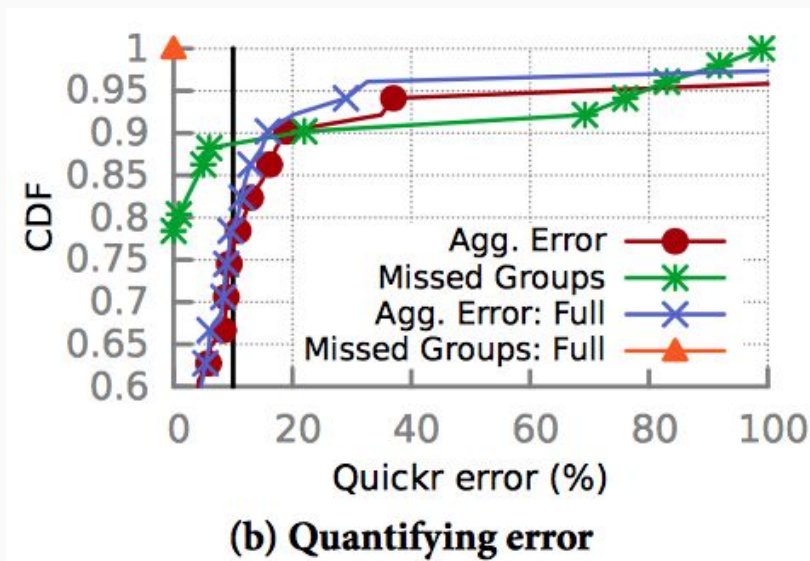 1
0.95
0.9
0.85
0.8
0.75
0.7
0.65
0.6
CDF
Agg. Error
Missed Groups
Agg. Error: Full
Missed Groups: Full
0 20 40 60 80 100
Quickr error (%)
(b) Quantifying error